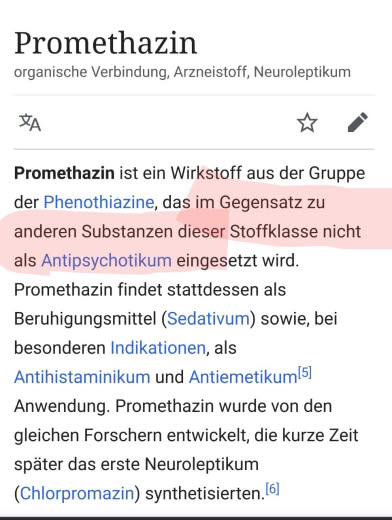 Promethazin
organische Verbindung, Arzneistoff, Neuroleptikum
Promethazin ist ein Wirkstoff aus der Gruppe
der Phenothiazine, das im Gegensatz zu
anderen Substanzen dieser Stoffklasse nicht
als Antipsychotikum eingesetzt wird.
Promethazin findet stattdessen als
Beruhigungsmittel (Sedativum) sowie, bei
besonderen Indikationen, als
Antihistaminikum und Antiemetikum[5]
Anwendung. Promethazin wurde von den
gleichen Forschern entwickelt, die kurze Zeit
später das erste Neuroleptikum
(Chlorpromazin) synthetisierten.[6]